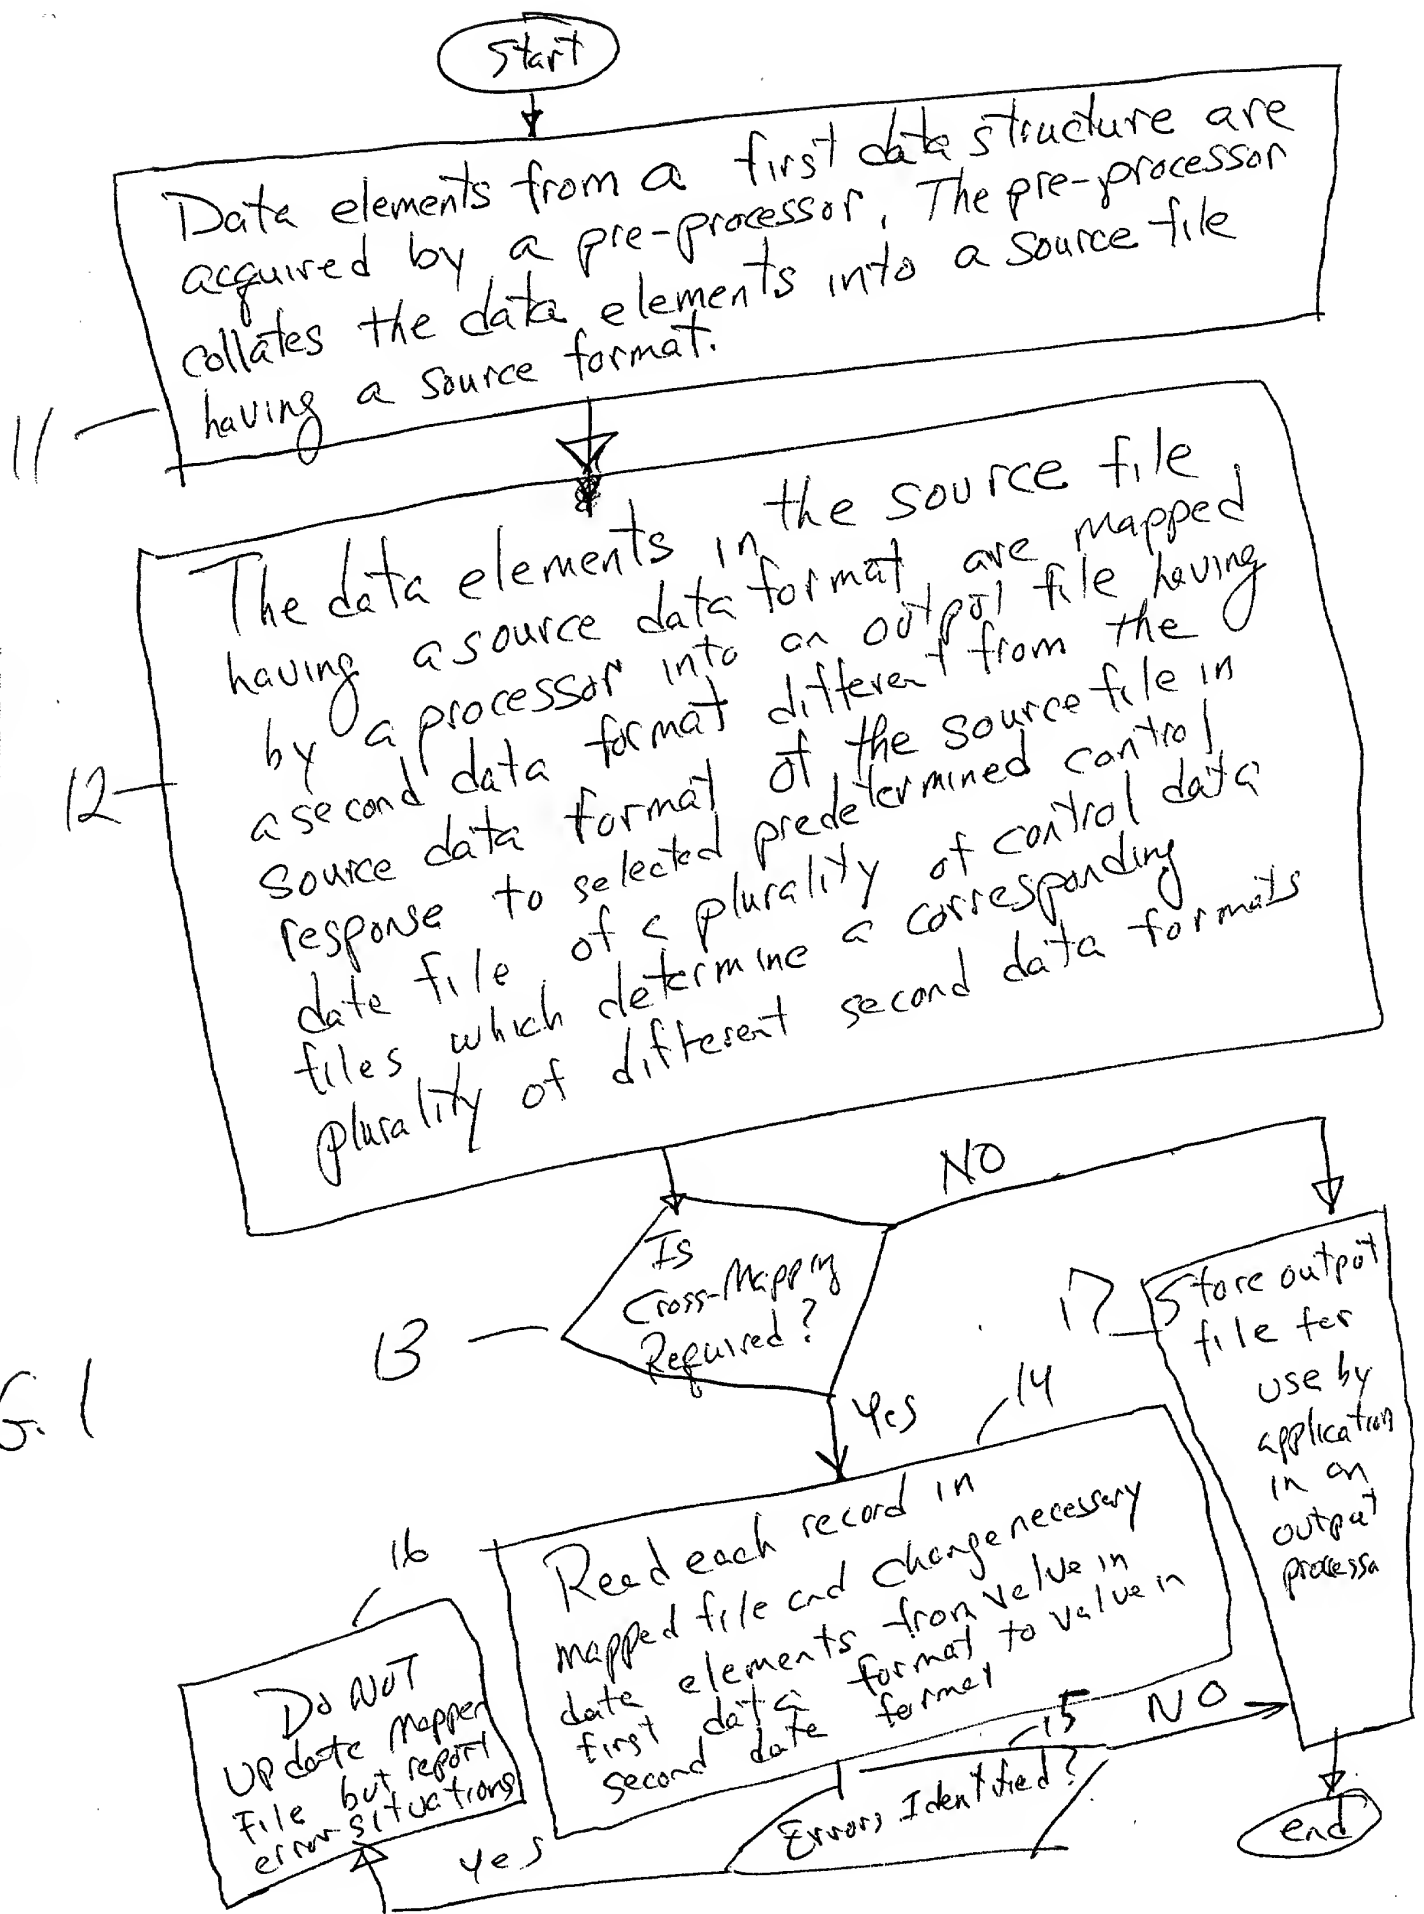 Start
Data elements from a first data structure are
acquired by a pre-processor. The pre-processor
collates the data elements into a source file
having a source format.
11
The data elements in the source file,
having a source data format, are mapped
by a processor into an output file having
a second data format different from the
source data format of the source file in
response to selected predetermined control
data file of a plurality of control data
files which determine a corresponding
plurality of different second data formats
12
NO
Is
Cross-Mapping
Required?
13
Yes
17
Store output
file for
use by
application
in an
output
processor
G. 1
14
Read each record in
mapped file and change necessary
data elements from value in
first data format to value in
second data format
16
Do NOT
update mapped
File but report
error situations
15
NO
Errors Identified?
yes
end